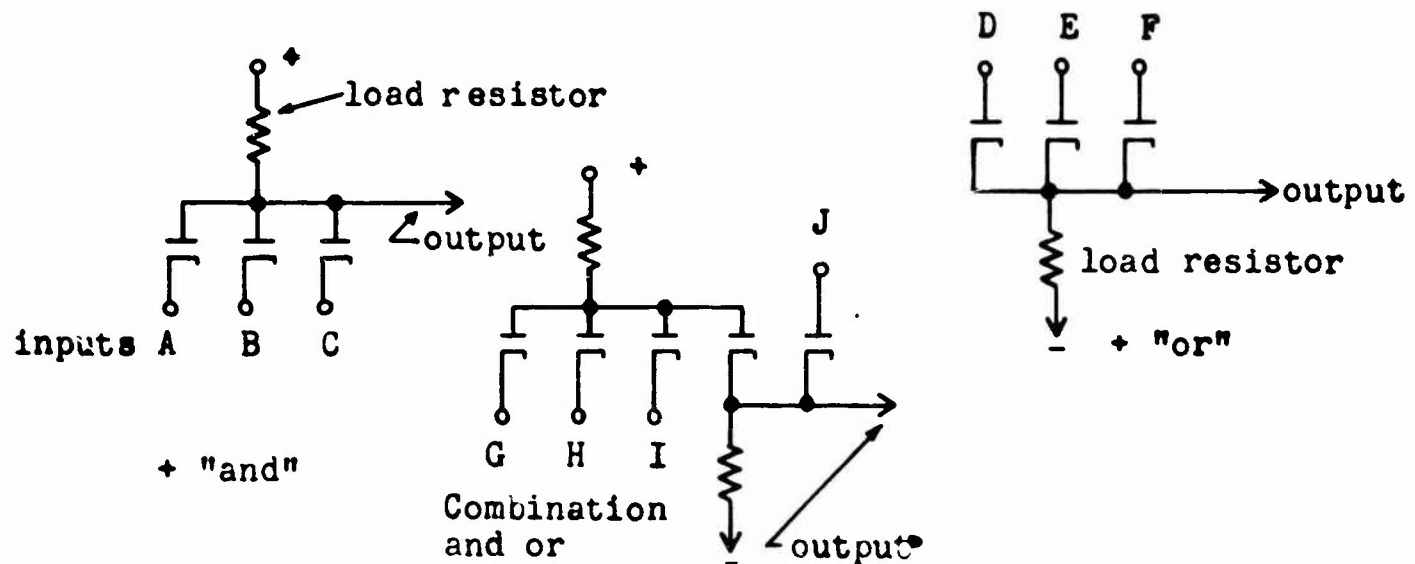 D E F
+
load resistor
+
output
J
output
load resistor
inputs A B C
- + "or"
G H I
+ "and"
Combination
and or
- output